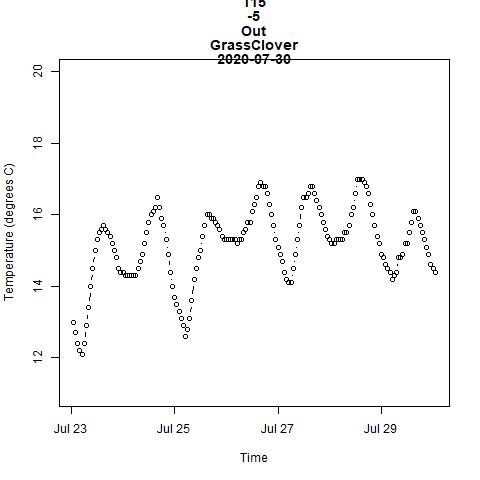 T15
-5
Out
GrassClover
2020-07-30
20
18
16
14
12
Temperature (degrees C)
Jul 23
Jul 25
Jul 27
Jul 29
Time